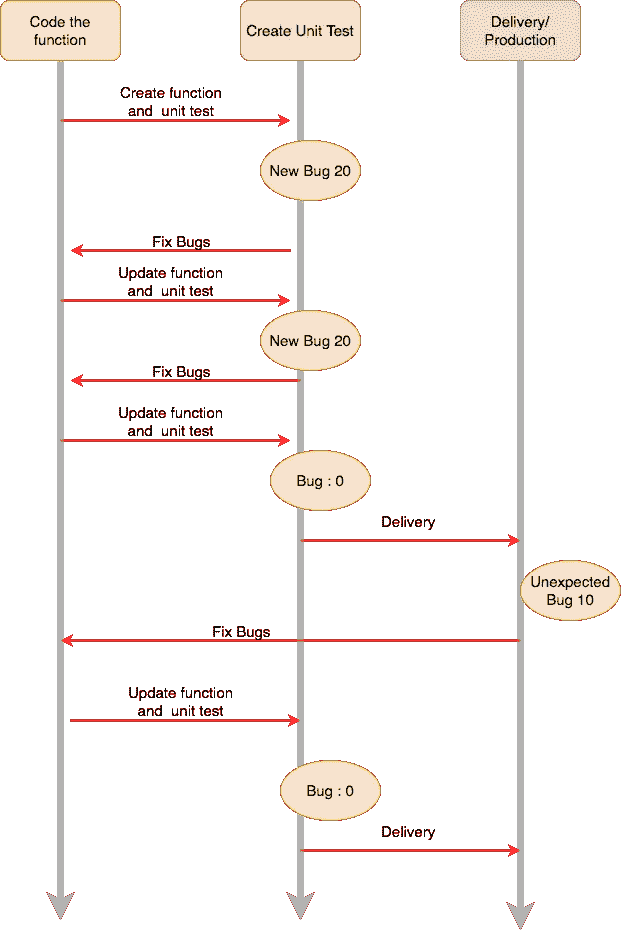 Code the
function
Create Unit Test
Delivery/
Production
Create function
and unit test
New Bug 20
Fix Bugs
Update function
and unit test
New Bug 20
Fix Bugs
Update function
and unit test
Bug : 0
Delivery
Unexpected
Bug 10
Fix Bugs
Update function
and unit test
Bug : 0
Delivery